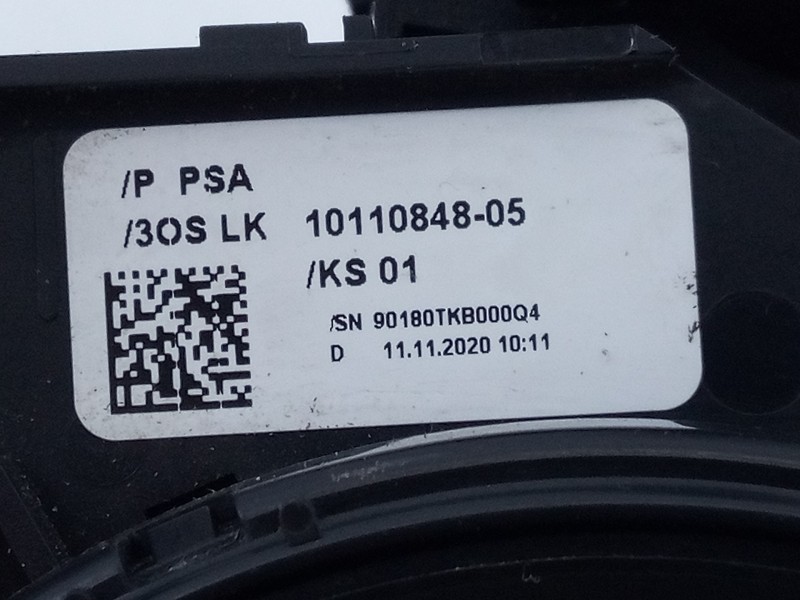 /P PSA
/3OS LK 10110848-05
/KS 01
/SN 90180TKB000Q4
D 11.11.2020 10:11